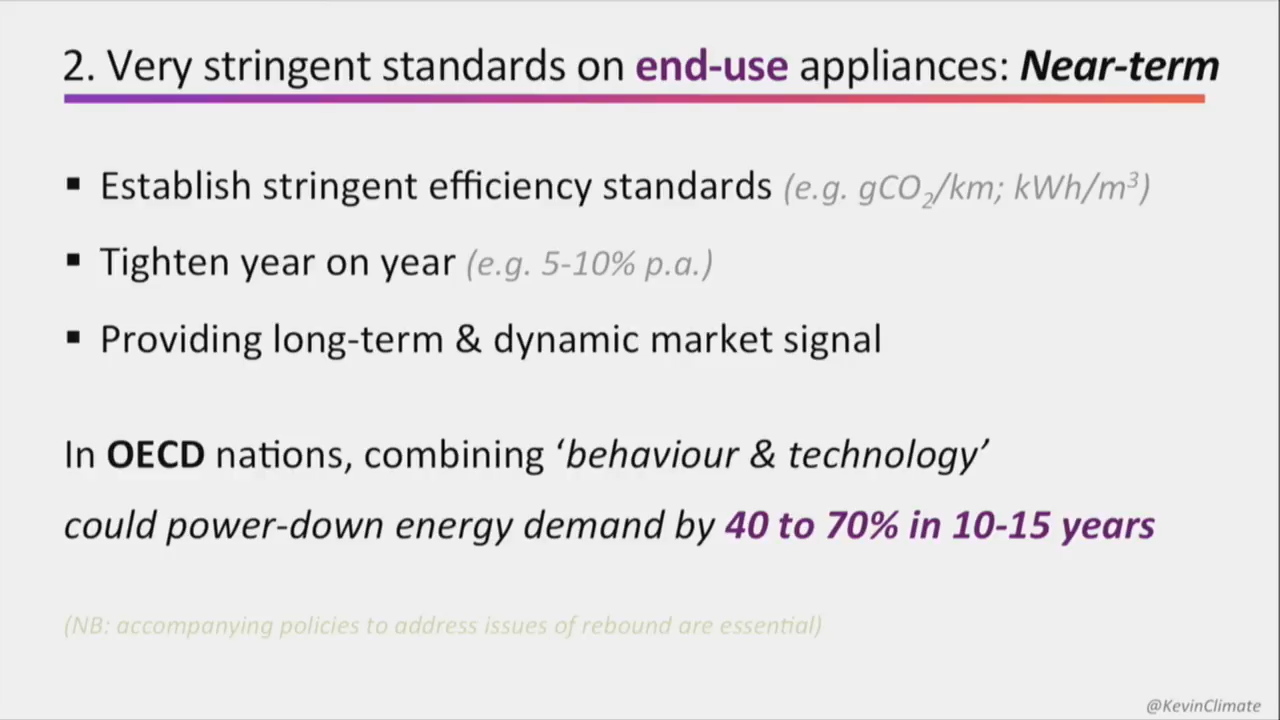 2. Very stringent standards on end-use appliances: Near-term
▪ Establish stringent efficiency standards (e.g. gCO₂/km; kWh/m³)
▪ Tighten year on year (e.g. 5-10% p.a.)
▪ Providing long-term & dynamic market signal
In OECD nations, combining ‘behaviour & technology’
could power-down energy demand by 40 to 70% in 10-15 years
(NB: accompanying policies to address issues of rebound are essential)
@KevinClimate